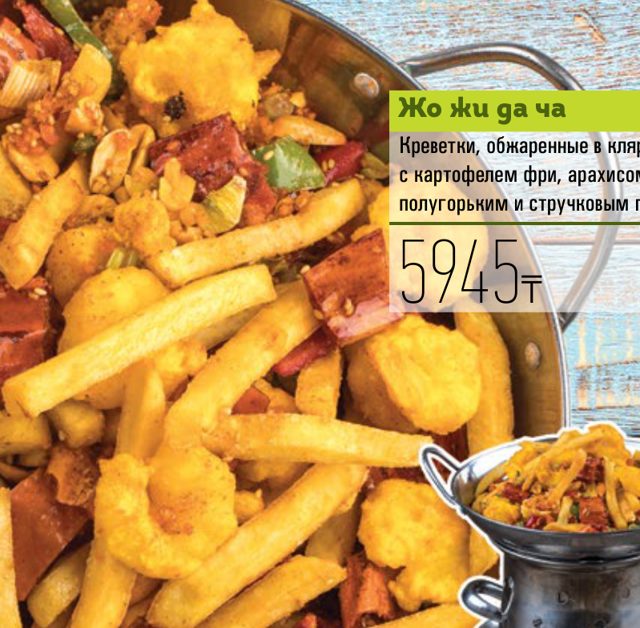 Жо жи да ча
Креветки, обжаренные в кляр
с картофелем фри, арахисом
полугорьким и стручковым п
5945₸